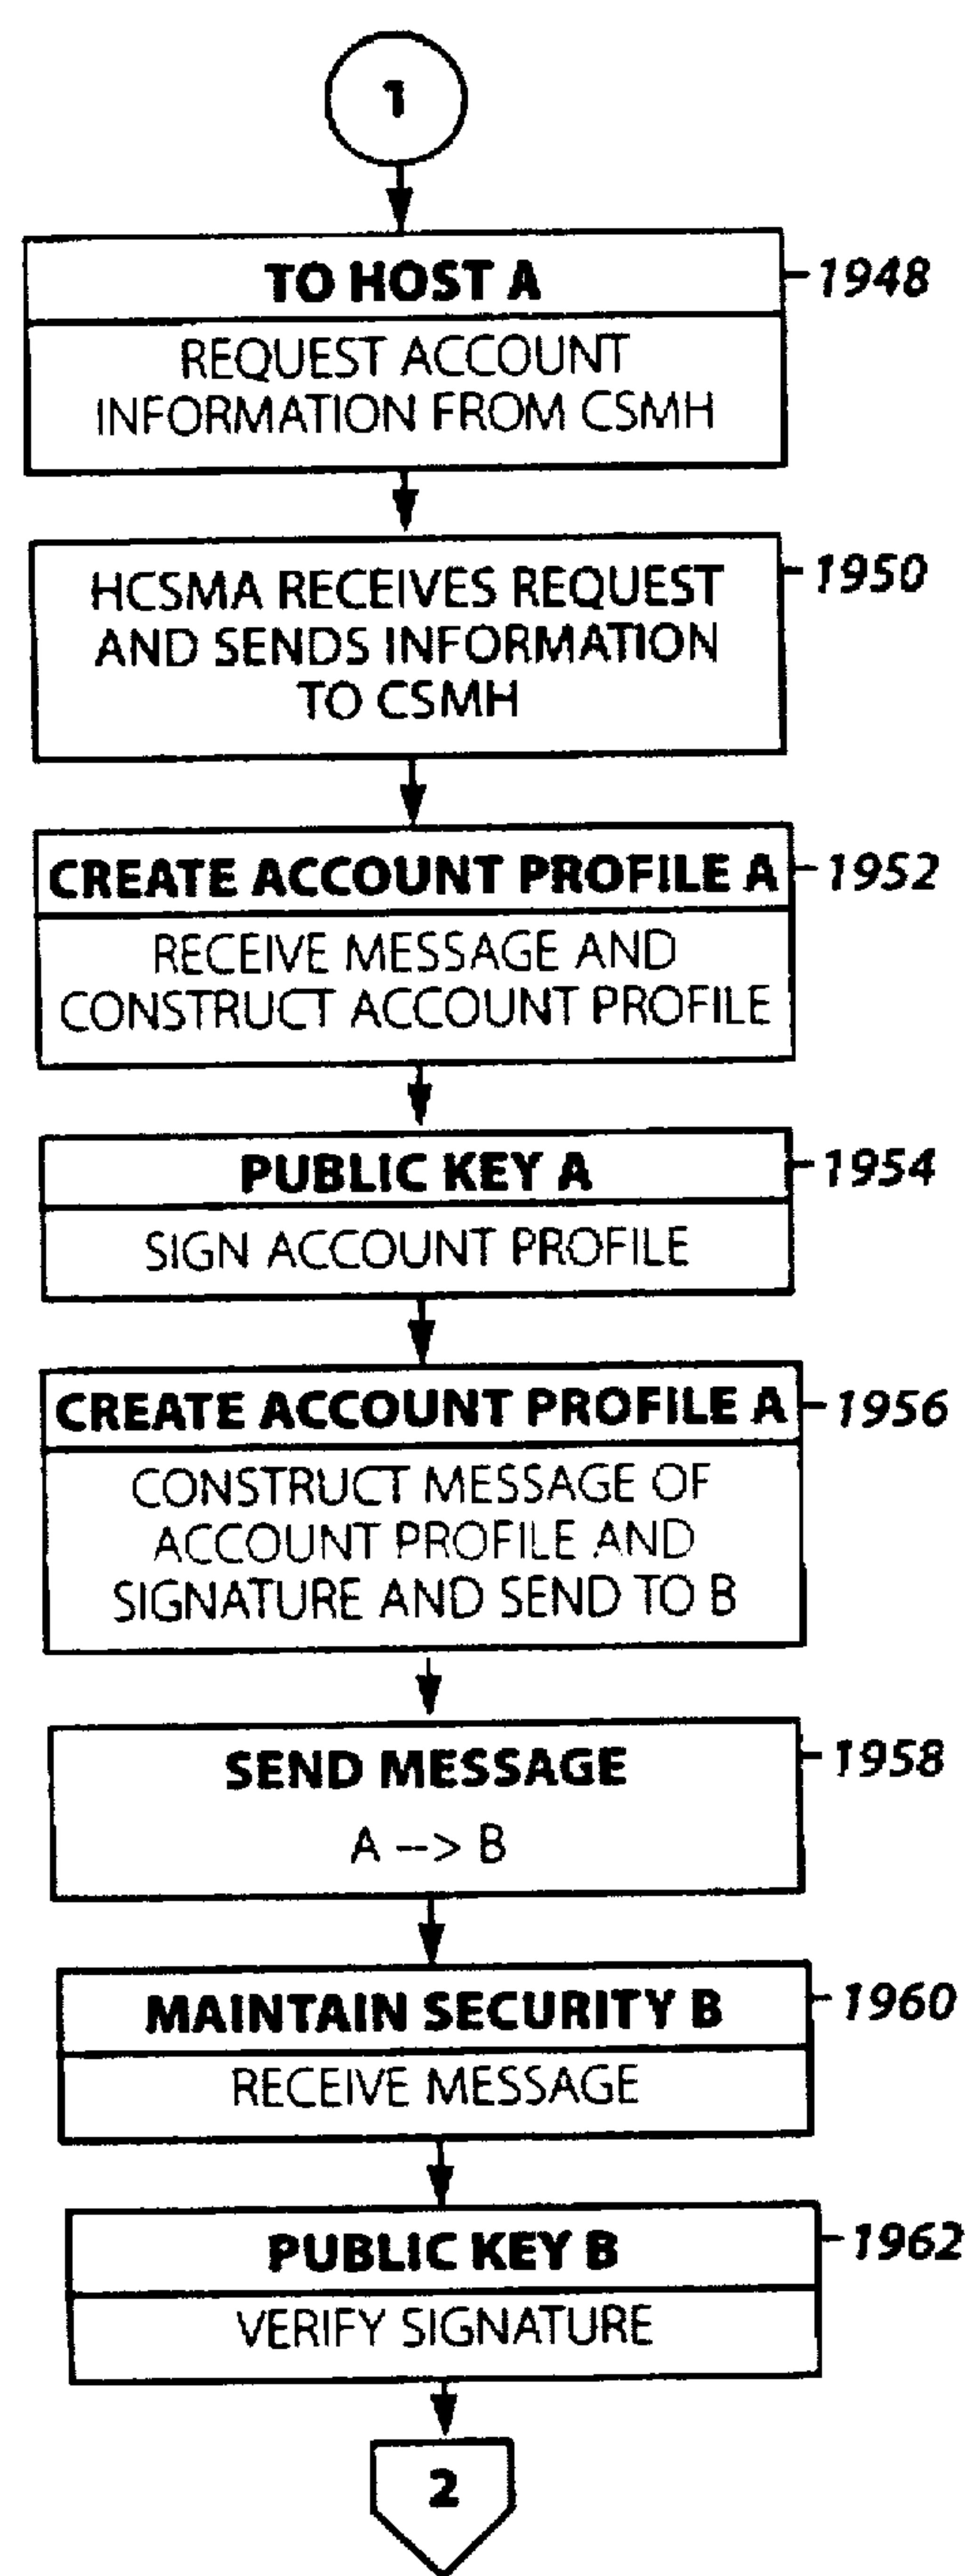 1
TO HOST A
1948
REQUEST ACCOUNT
INFORMATION FROM CSMH
HCSMA RECEIVES REQUEST
1950
AND SENDS INFORMATION
TO CSMH
CREATE ACCOUNT PROFILE A
1952
RECEIVE MESSAGE AND
CONSTRUCT ACCOUNT PROFILE
PUBLIC KEY A
1954
SIGN ACCOUNT PROFILE
CREATE ACCOUNT PROFILE A
1956
CONSTRUCT MESSAGE OF
ACCOUNT PROFILE AND
SIGNATURE AND SEND TO B
SEND MESSAGE
1958
A --> B
MAINTAIN SECURITY B
1960
RECEIVE MESSAGE
PUBLIC KEY B
1962
VERIFY SIGNATURE
2